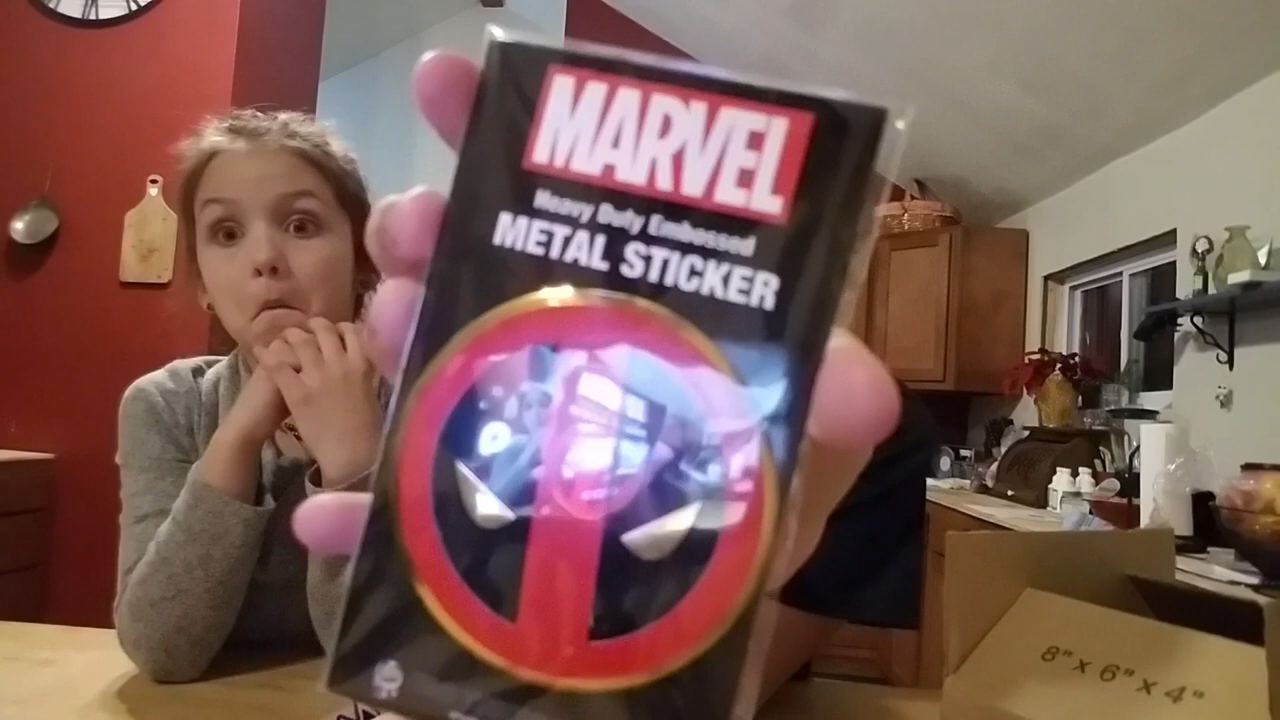 MARVEL
Heavy Duty Embossed
METAL STICKER
8" x 6" x 4"